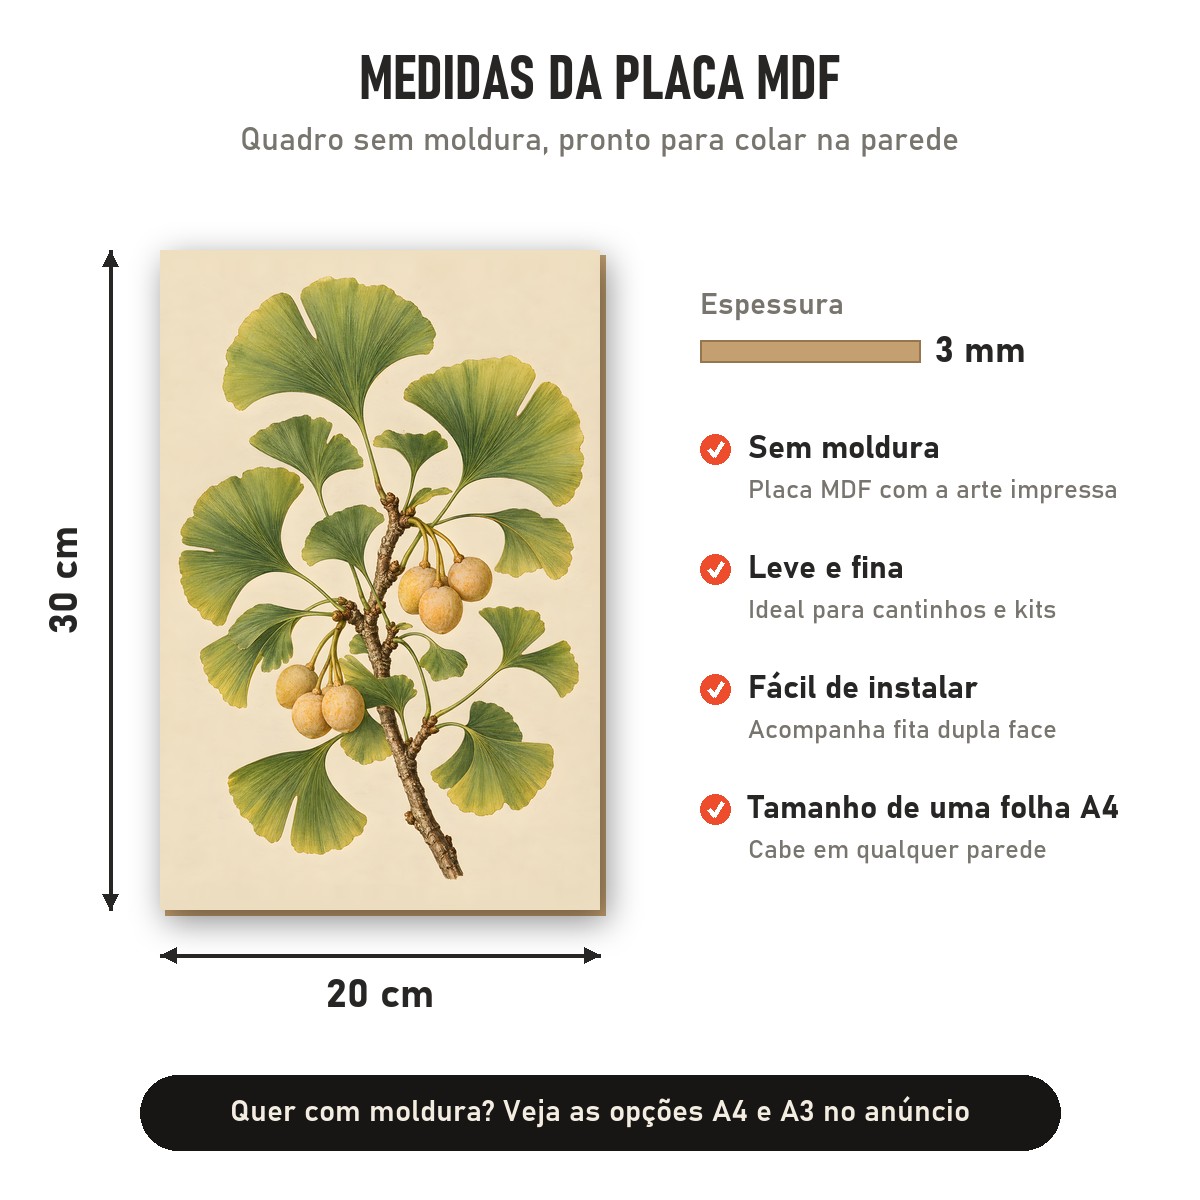 MEDIDAS DA PLACA MDF
Quadro sem moldura, pronto para colar na parede
30 cm
20 cm
Espessura
3 mm
Sem moldura
Placa MDF com a arte impressa
Leve e fina
Ideal para cantinhos e kits
Fácil de instalar
Acompanha fita dupla face
Tamanho de uma folha A4
Cabe em qualquer parede
Quer com moldura? Veja as opções A4 e A3 no anúncio